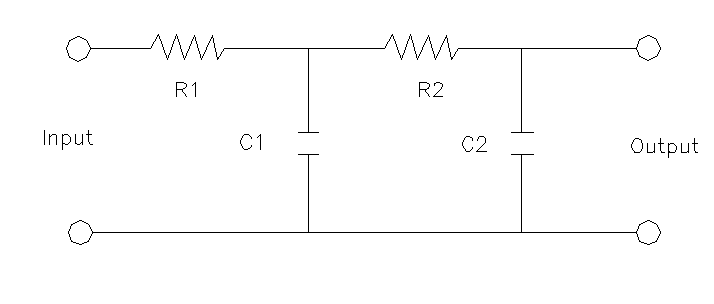 R1
R2
Input
C1
C2
Output